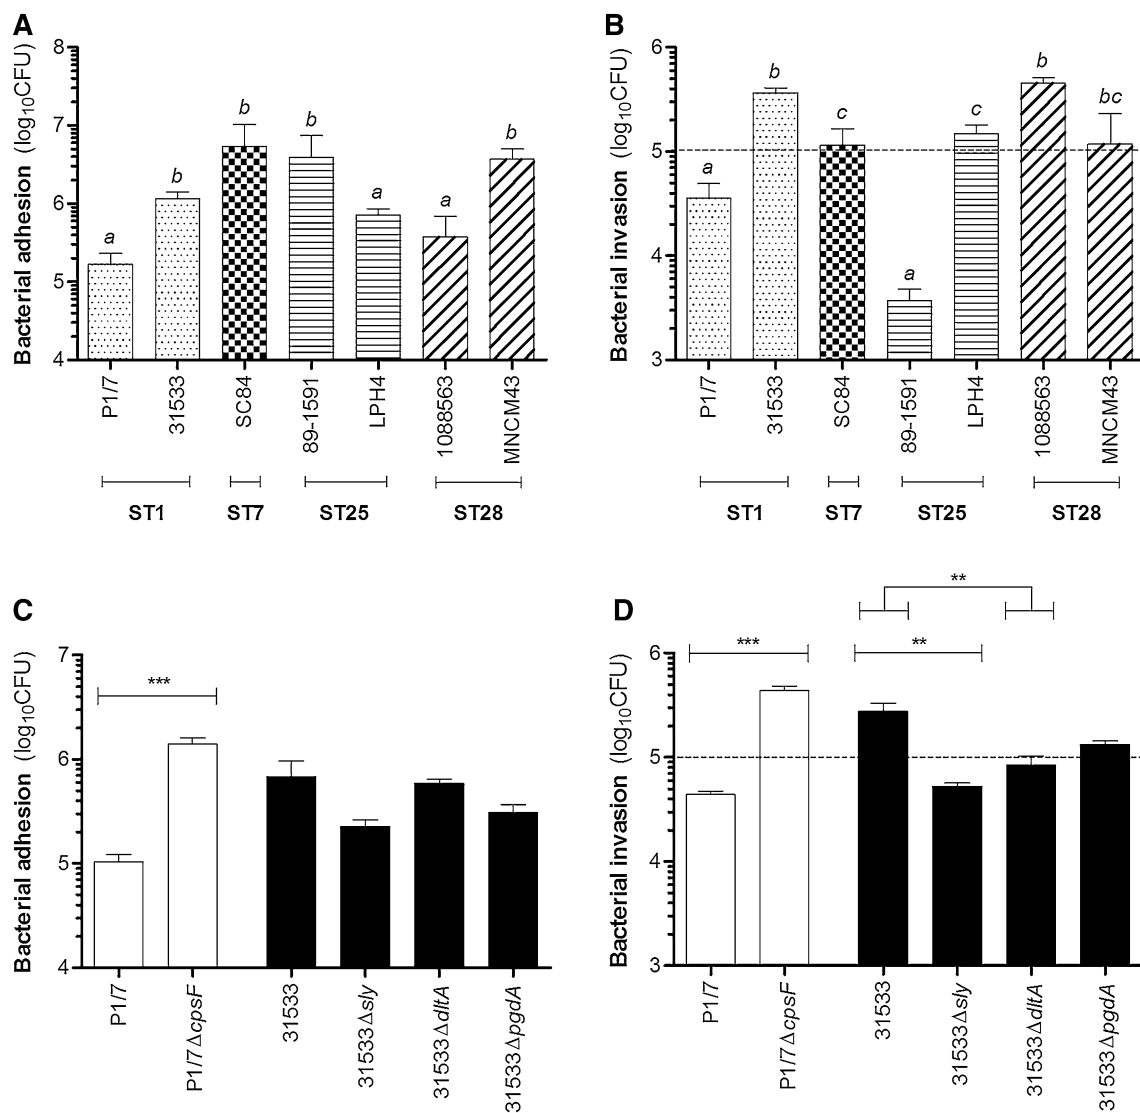 A
Bacterial adhesion (log10CFU)
8
7
6
5
4
a
b
b
b
a
a
b
P1/7
31533
SC84
89-1591
LPH4
1088563
MNCM43
ST1
ST7
ST25
ST28
B
Bacterial invasion (log10CFU)
6
5
4
3
a
b
c
a
c
b
bc
P1/7
31533
SC84
89-1591
LPH4
1088563
MNCM43
ST1
ST7
ST25
ST28
C
Bacterial adhesion (log10CFU)
7
6
5
4
***
P1/7
P1/7ΔcpsF
31533
31533Δsly
31533ΔdltA
31533ΔpgdA
D
Bacterial invasion (log10CFU)
6
5
4
3
**
***
**
P1/7
P1/7ΔcpsF
31533
31533Δsly
31533ΔdltA
31533ΔpgdA